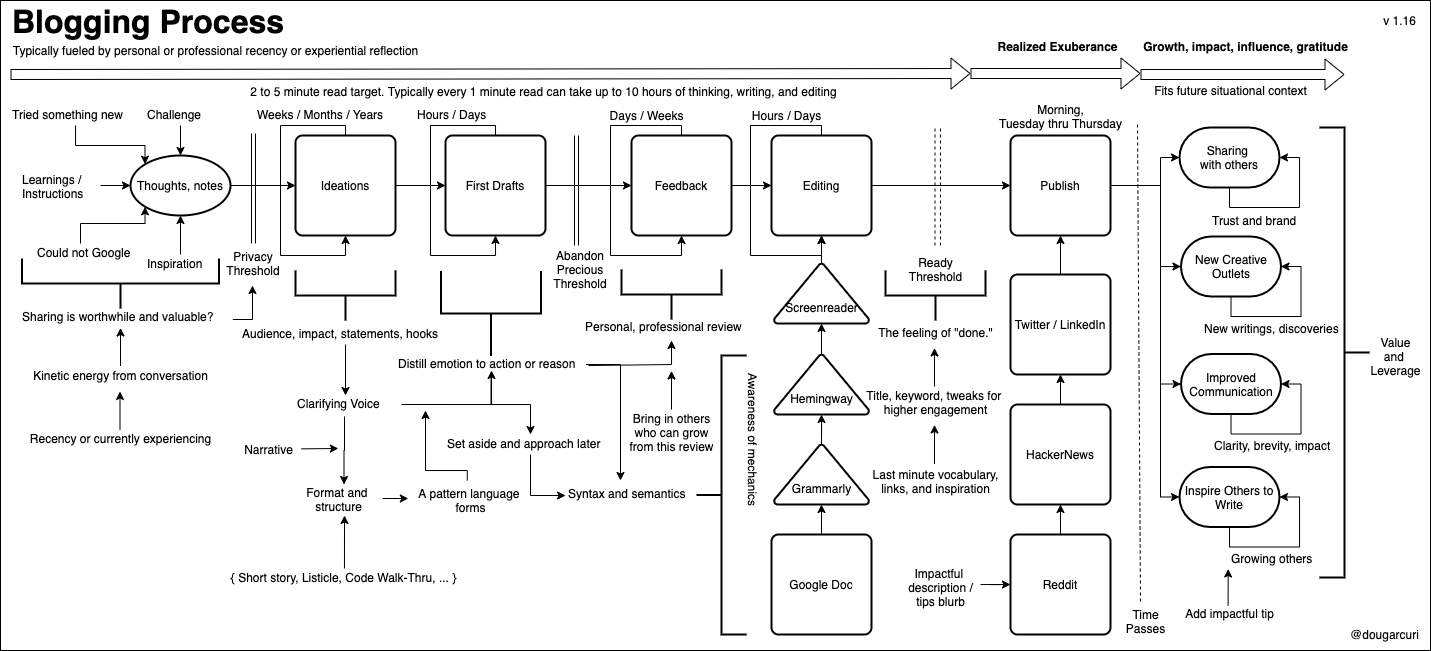 Blogging Process
v 1.16
Typically fueled by personal or professional recency or experiential reflection
Realized Exuberance
Growth, impact, influence, gratitude
2 to 5 minute read target. Typically every 1 minute read can take up to 10 hours of thinking, writing, and editing
Fits future situational context
Tried something new
Challenge
Learnings /
Instructions
Thoughts, notes
Could not Google
Inspiration
Privacy
Threshold
Sharing is worthwhile and valuable?
Kinetic energy from conversation
Recency or currently experiencing
Weeks / Months / Years
Ideations
Audience, impact, statements, hooks
Clarifying Voice
Narrative
Format and
structure
{ Short story, Listicle, Code Walk-Thru, ... }
Hours / Days
First Drafts
Distill emotion to action or reason
Set aside and approach later
A pattern language
forms
Syntax and semantics
Abandon
Precious
Threshold
Days / Weeks
Feedback
Personal, professional review
Bring in others
who can grow
from this review
Awareness of mechanics
Hours / Days
Editing
Screenreader
Hemingway
Grammarly
Google Doc
Ready
Threshold
The feeling of "done."
Title, keyword, tweaks for
higher engagement
Last minute vocabulary,
links, and inspiration
Impactful
description /
tips blurb
Morning,
Tuesday thru Thursday
Publish
Twitter / LinkedIn
HackerNews
Reddit
Time
Passes
Sharing
with others
Trust and brand
New Creative
Outlets
New writings, discoveries
Improved
Communication
Clarity, brevity, impact
Inspire Others to
Write
Growing others
Add impactful tip
Value
and
Leverage
@dougarcuri